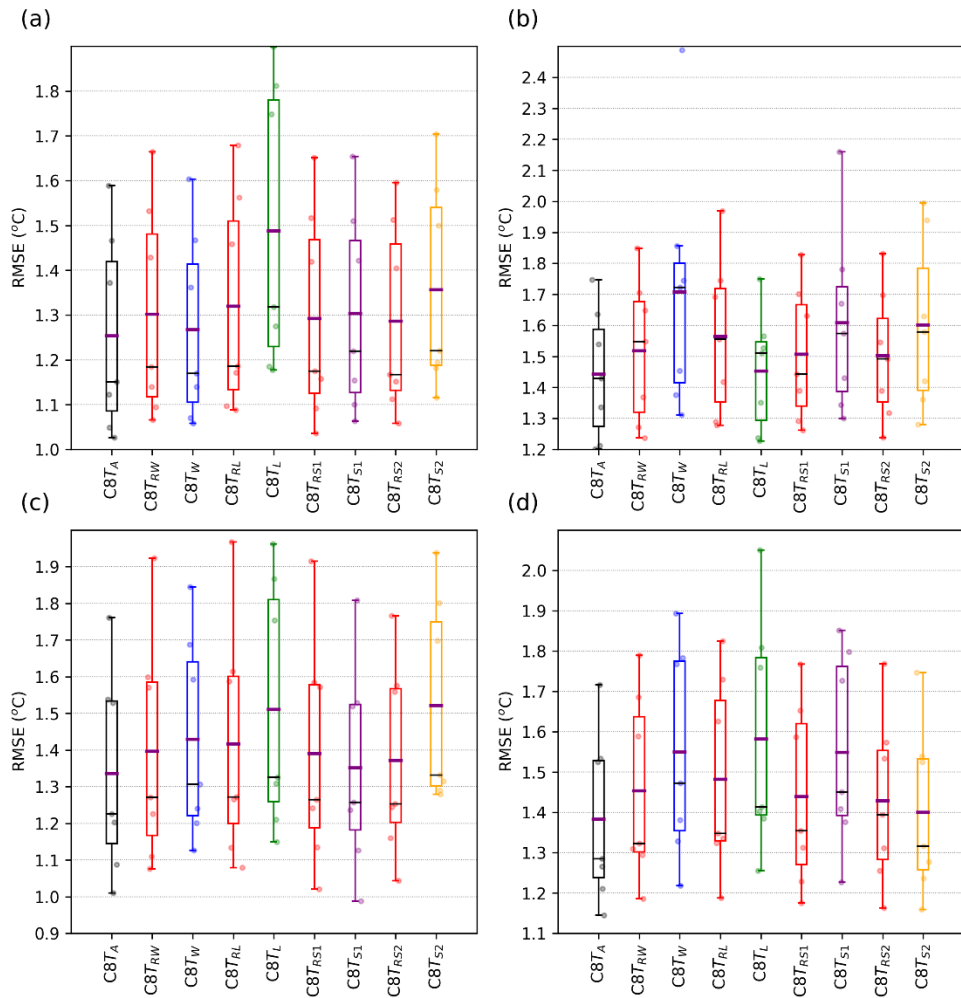 (a)
(b)
1.8
1.7
1.6
1.5
1.4
1.3
1.2
1.1
1.0
RMSE (°C)
2.4
2.3
2.2
2.1
2.0
1.9
1.8
1.7
1.6
1.5
1.4
1.3
1.2
RMSE (°C)
C8T_A
C8T_RW
C8T_W
C8T_RL
C8T_L
C8T_RS1
C8T_S1
C8T_RS2
C8T_S2
C8T_A
C8T_RW
C8T_W
C8T_RL
C8T_L
C8T_RS1
C8T_S1
C8T_RS2
C8T_S2
(c)
(d)
1.9
1.8
1.7
1.6
1.5
1.4
1.3
1.2
1.1
1.0
0.9
RMSE (°C)
2.0
1.9
1.8
1.7
1.6
1.5
1.4
1.3
1.2
1.1
RMSE (°C)
C8T_A
C8T_RW
C8T_W
C8T_RL
C8T_L
C8T_RS1
C8T_S1
C8T_RS2
C8T_S2
C8T_A
C8T_RW
C8T_W
C8T_RL
C8T_L
C8T_RS1
C8T_S1
C8T_RS2
C8T_S2